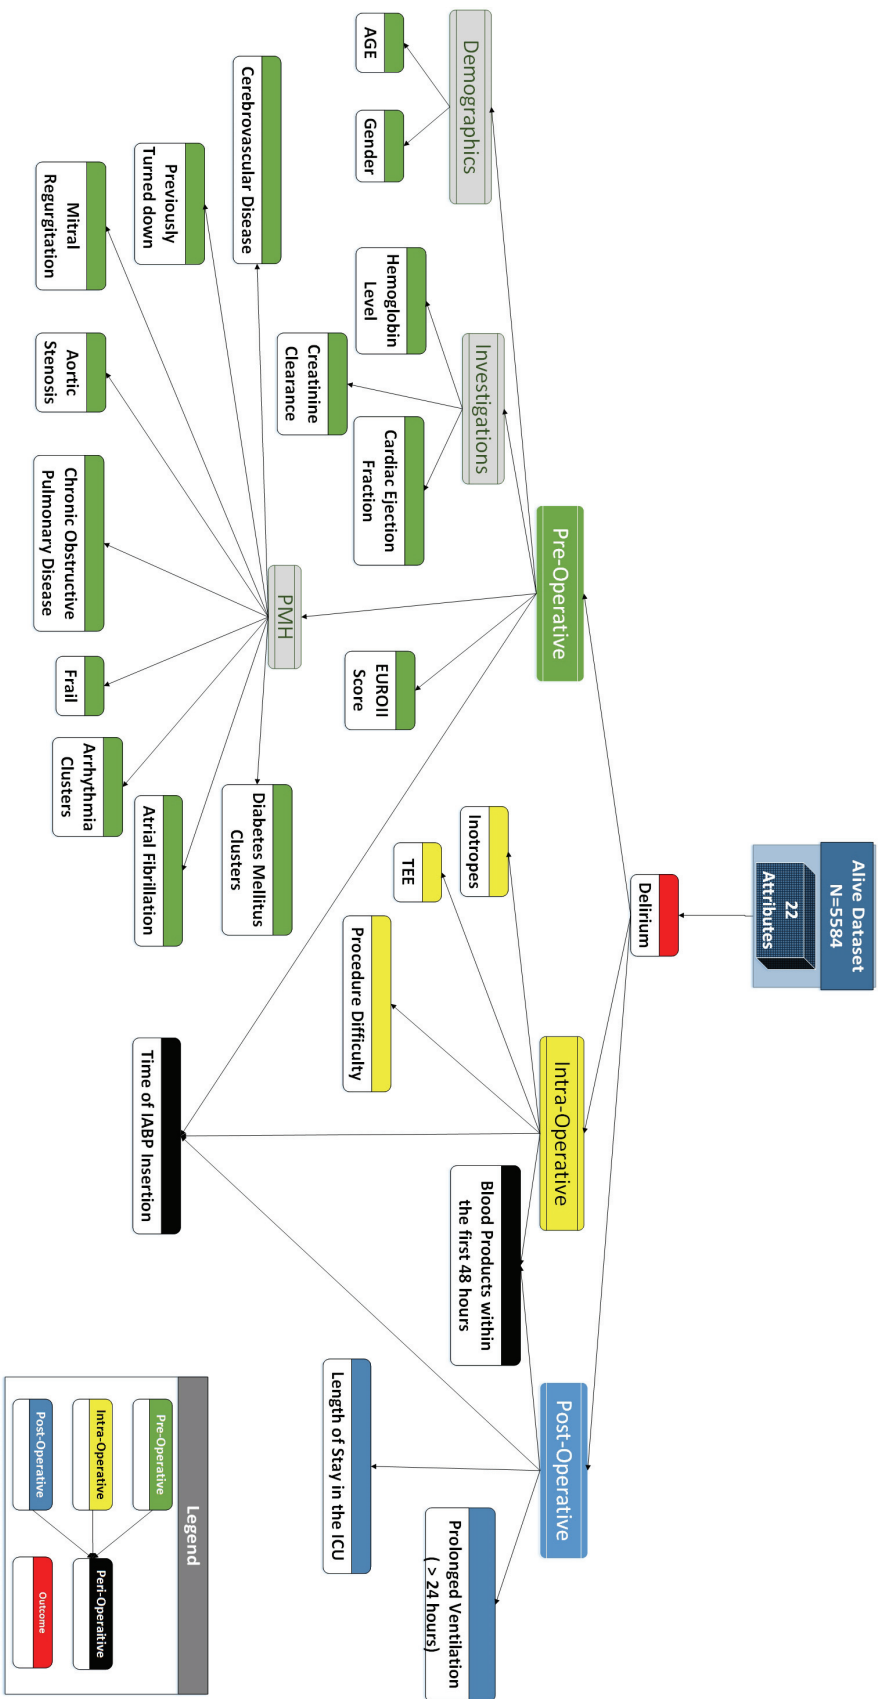 Alive Dataset
N=5584
22
Attributes
Delirium
Pre-Operative
Intra-Operative
Post-Operative
Demographics
AGE
Gender
Investigations
Hemoglobin
Level
Creatinine
Clearance
Cardiac Ejection
Fraction
EUROII
Score
PMH
Cerebrovascular Disease
Previously
Turned down
Mitral
Regurgitation
Aortic
Stenosis
Chronic Obstructive
Pulmonary Disease
Frail
Arrhythmia
Clusters
Atrial Fibrillation
Diabetes Mellitus
Clusters
Inotropes
TEE
Procedure Difficulty
Time of IABP Insertion
Blood Products within
the first 48 hours
Length of Stay in the ICU
Prolonged Ventilation
( > 24 hours)
Legend
Pre-Operative
Intra-Operative
Post-Operative
Peri-Operaitive
Outcome